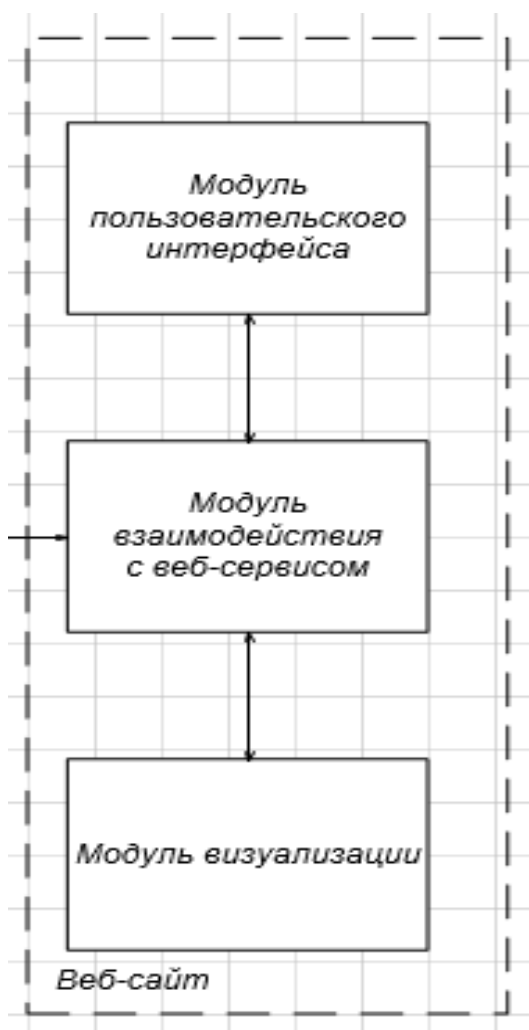 Модуль
пользовательского
интерфейса
Модуль
взаимодействия
с веб-сервисом
Модуль визуализации
Веб-сайт